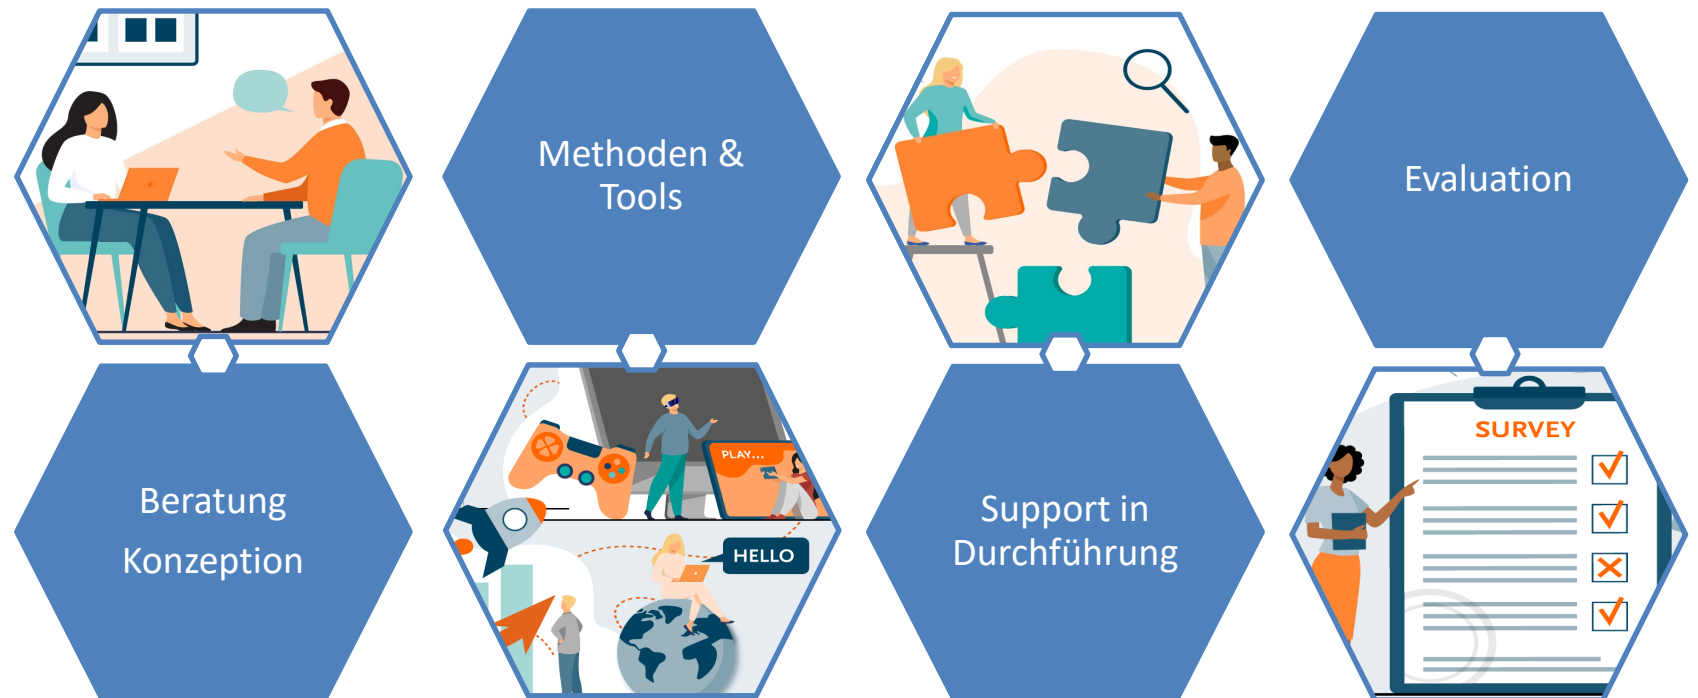 Methoden &
Tools
Evaluation
Beratung
Konzeption
PLAY...
HELLO
Support in
Durchführung
SURVEY